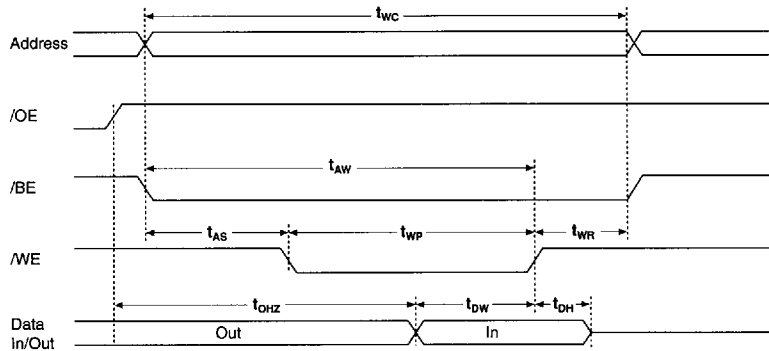 tWC
Address
/OE
tAW
/BE
tAS
tWP
tWR
/WE
tOHZ
tDW
tDH
Data
In/Out
Out
In